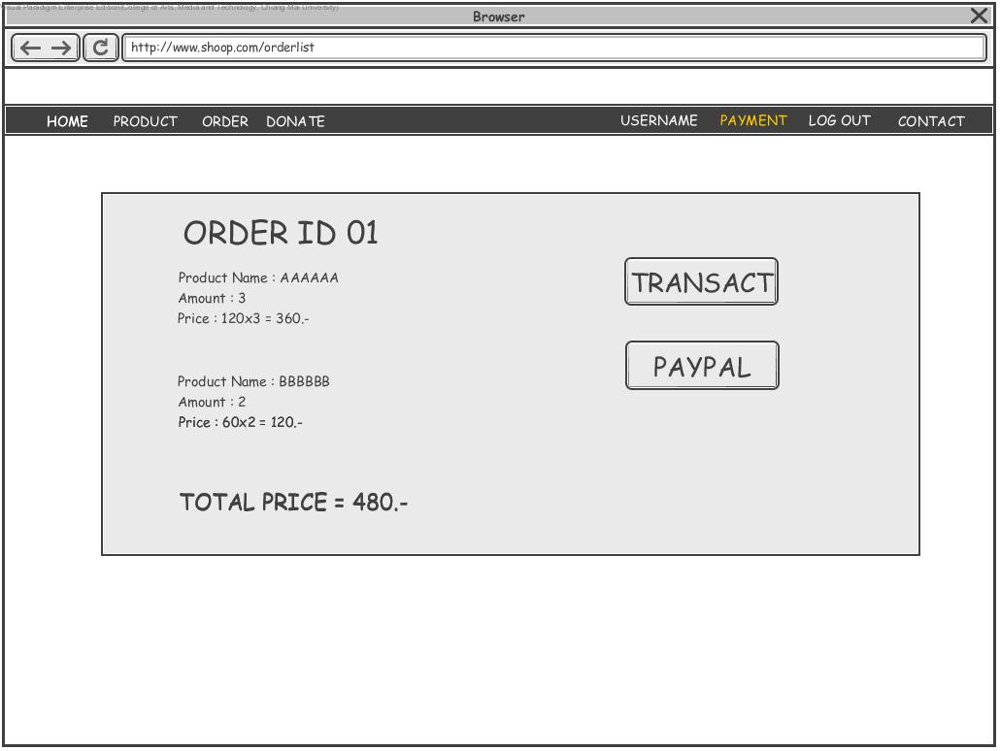 Visual Paradigm Enterprise Edition(College of Arts, Media and Technology, Chiang Mai University)
Browser
http://www.shoop.com/orderlist
HOME PRODUCT ORDER DONATE USERNAME PAYMENT LOG OUT CONTACT
ORDER ID 01
Product Name : AAAAAA
Amount : 3
Price : 120x3 = 360.-
TRANSACT
PAYPAL
Product Name : BBBBBB
Amount : 2
Price : 60x2 = 120.-
TOTAL PRICE = 480.-